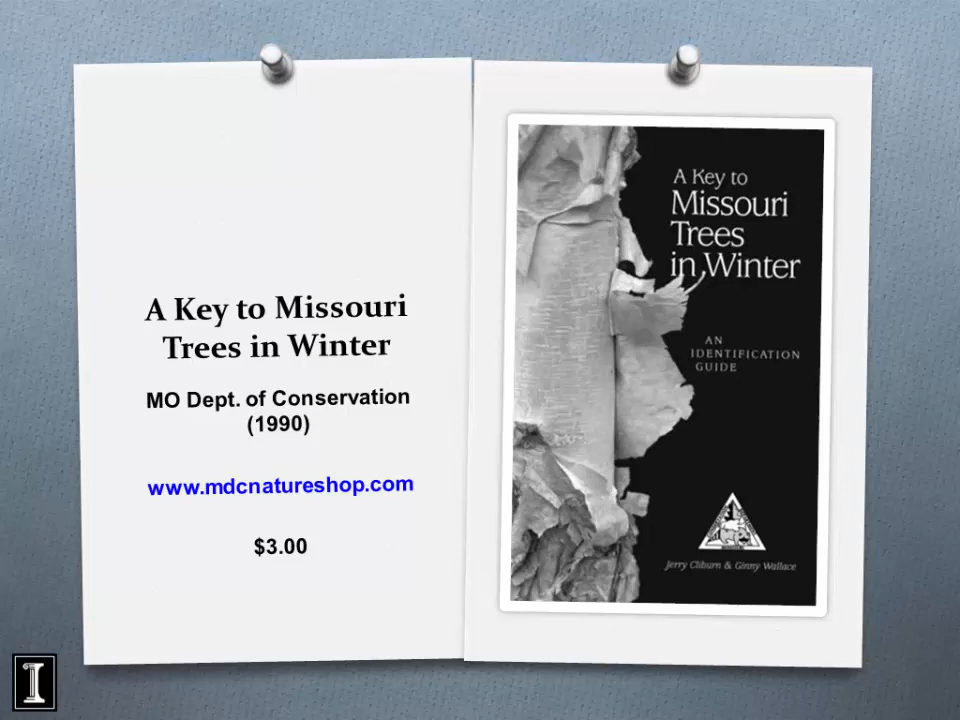 A Key to Missouri
Trees in Winter
MO Dept. of Conservation
(1990)
www.mdcnatureshop.com
$3.00
A Key to
Missouri
Trees
in Winter
AN
IDENTIFICATION
GUIDE
Jerry Cliburn & Ginny Wallace
I